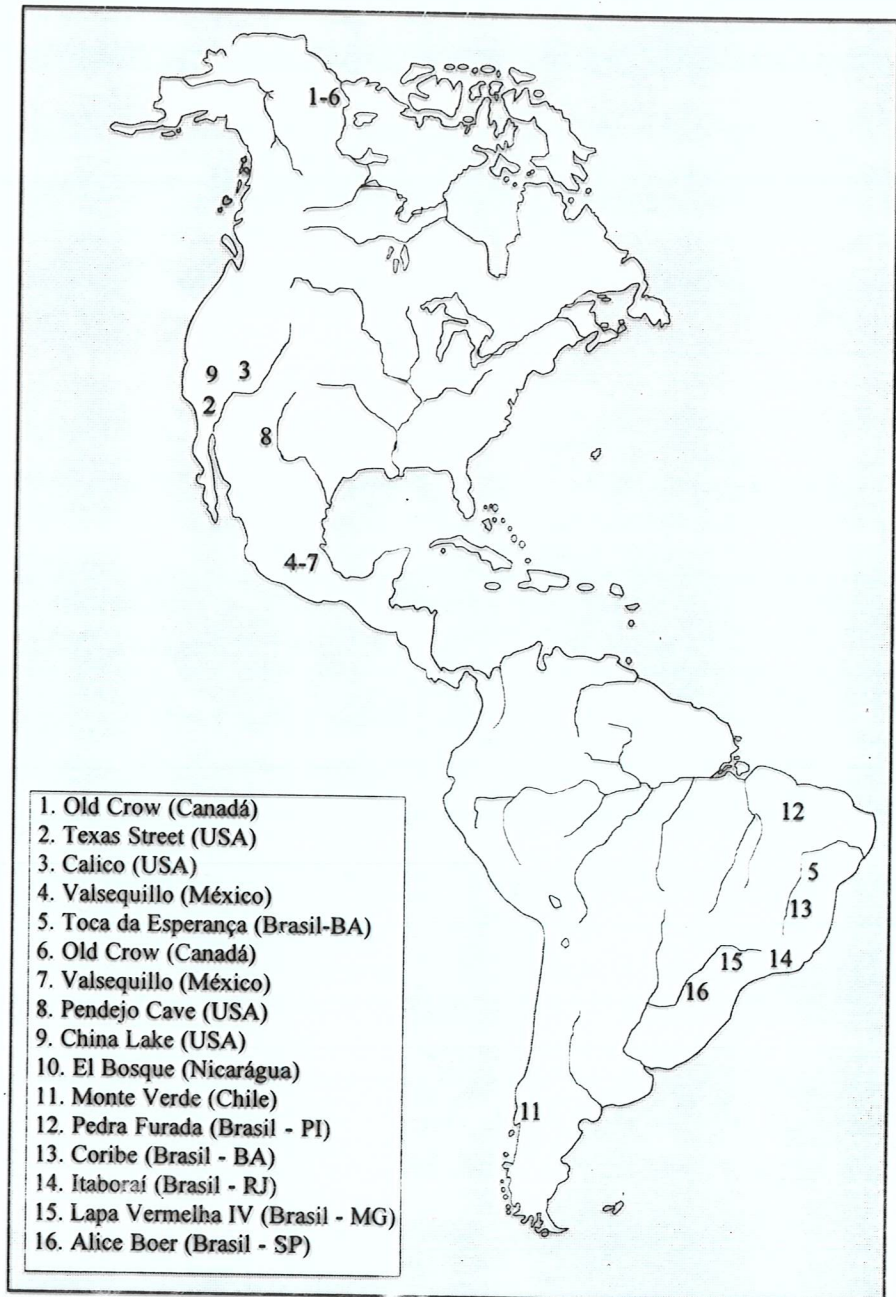 1-6
9 3
2
8
4-7
12
5
13
15 14
16
11
1. Old Crow (Canadá)
2. Texas Street (USA)
3. Calico (USA)
4. Valsequillo (México)
5. Toca da Esperança (Brasil-BA)
6. Old Crow (Canadá)
7. Valsequillo (México)
8. Pendejo Cave (USA)
9. China Lake (USA)
10. El Bosque (Nicarágua)
11. Monte Verde (Chile)
12. Pedra Furada (Brasil - PI)
13. Coribe (Brasil - BA)
14. Itaboraí (Brasil - RJ)
15. Lapa Vermelha IV (Brasil - MG)
16. Alice Boer (Brasil - SP)